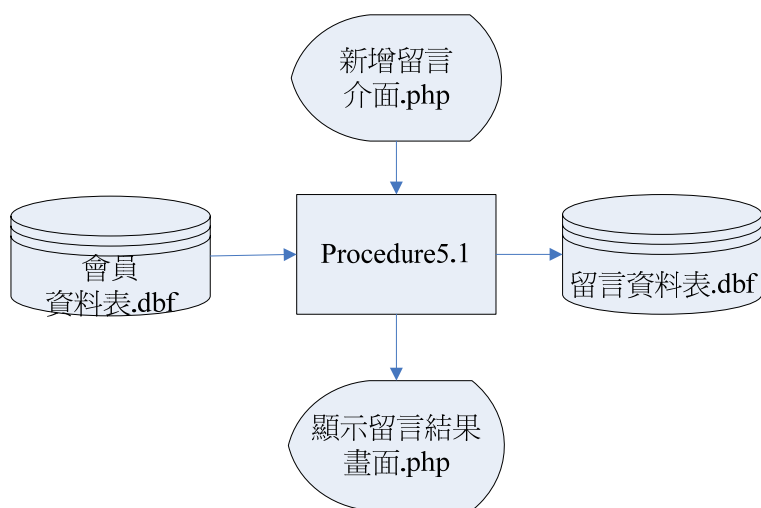 新增留言
介面.php
會員
資料表.dbf
Procedure5.1
留言資料表.dbf
顯示留言結果
畫面.php